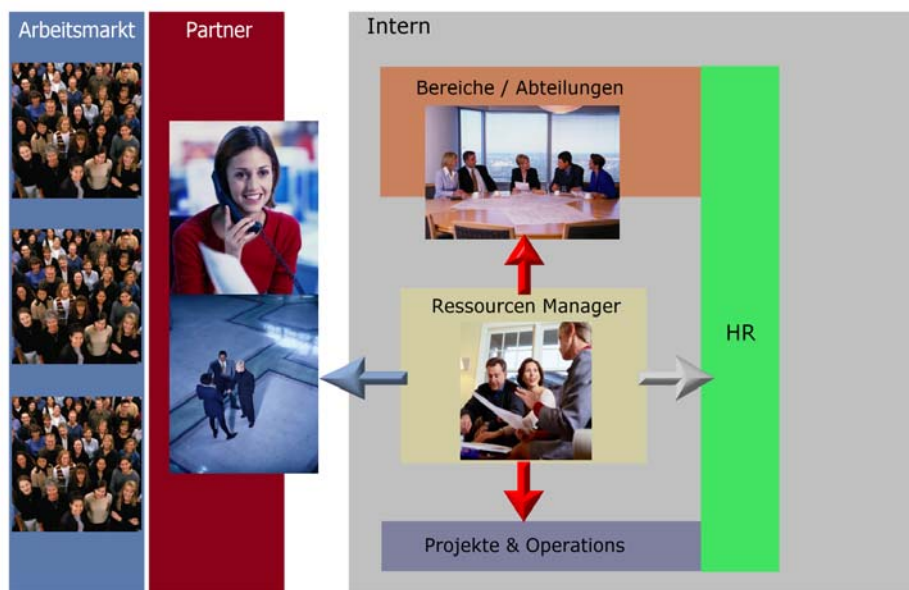 Arbeitsmarkt
Partner
Intern
Bereiche / Abteilungen
Ressourcen Manager
HR
Projekte & Operations